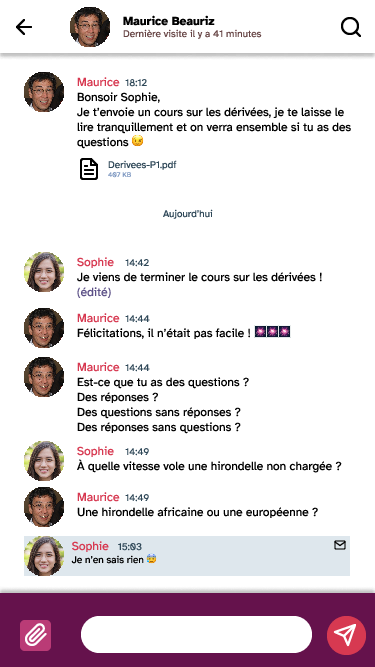 Maurice Beauriz
Dernière visite il y a 41 minutes
Maurice 18:12
Bonsoir Sophie,
Je t'envoie un cours sur les dérivées, je te laisse le
lire tranquillement et on verra ensemble si tu as des
questions 😉
Derivees-P1.pdf
407 KB
Aujourd'hui
Sophie 14:42
Je viens de terminer le cours sur les dérivées !
(édité)
Maurice 14:44
Félicitations, il n'était pas facile ! 🎆🎆🎆
Maurice 14:44
Est-ce que tu as des questions ?
Des réponses ?
Des questions sans réponses ?
Des réponses sans questions ?
Sophie 14:49
À quelle vitesse vole une hirondelle non chargée ?
Maurice 14:49
Une hirondelle africaine ou une européenne ?
Sophie 15:03
Je n'en sais rien 😨